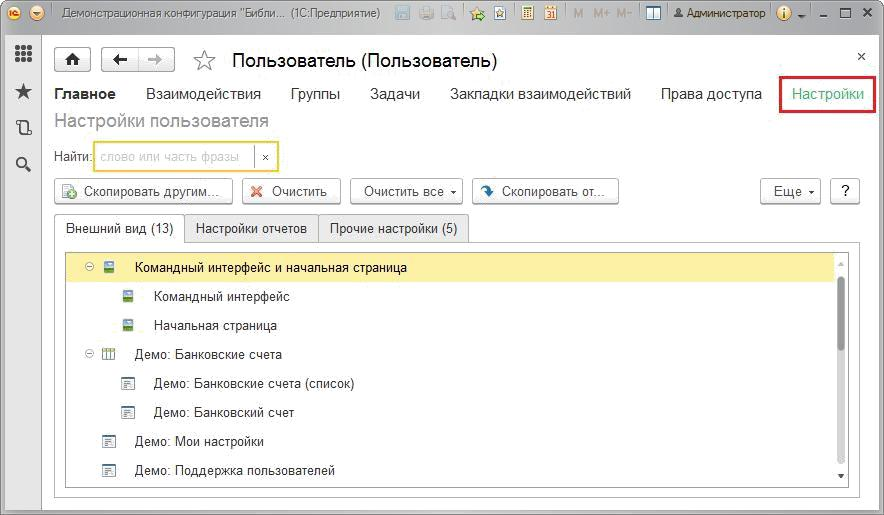 Демонстрационная конфигурация "Библи... (1С:Предприятие) M M+ M- Администратор
Пользователь (Пользователь)
Главное Взаимодействия Группы Задачи Закладки взаимодействий Права доступа Настройки
Настройки пользователя
Найти: слово или часть фразы ×
Скопировать другим... Очистить Очистить все Скопировать от... Еще ?
Внешний вид (13) Настройки отчетов Прочие настройки (5)
Командный интерфейс и начальная страница
Командный интерфейс
Начальная страница
Демо: Банковские счета
Демо: Банковские счета (список)
Демо: Банковский счет
Демо: Мои настройки
Демо: Поддержка пользователей